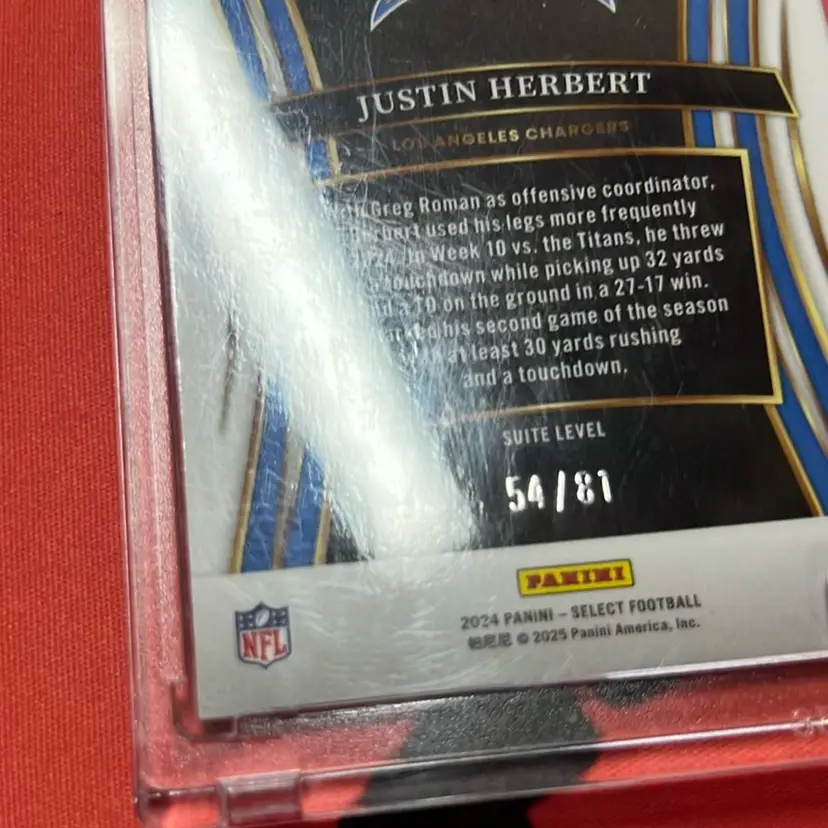 JUSTIN HERBERT
LOS ANGELES CHARGERS
Greg Roman as offensive coordinator,
used his legs more frequently
In Week 10 vs. the Titans, he threw
touchdown while picking up 32 yards
a TD on the ground in a 27-17 win.
his second game of the season
at least 30 yards rushing
and a touchdown.
SUITE LEVEL
54/81
PANINI
2024 PANINI – SELECT FOOTBALL
帕尼尼 © 2025 Panini America, Inc.
NFL